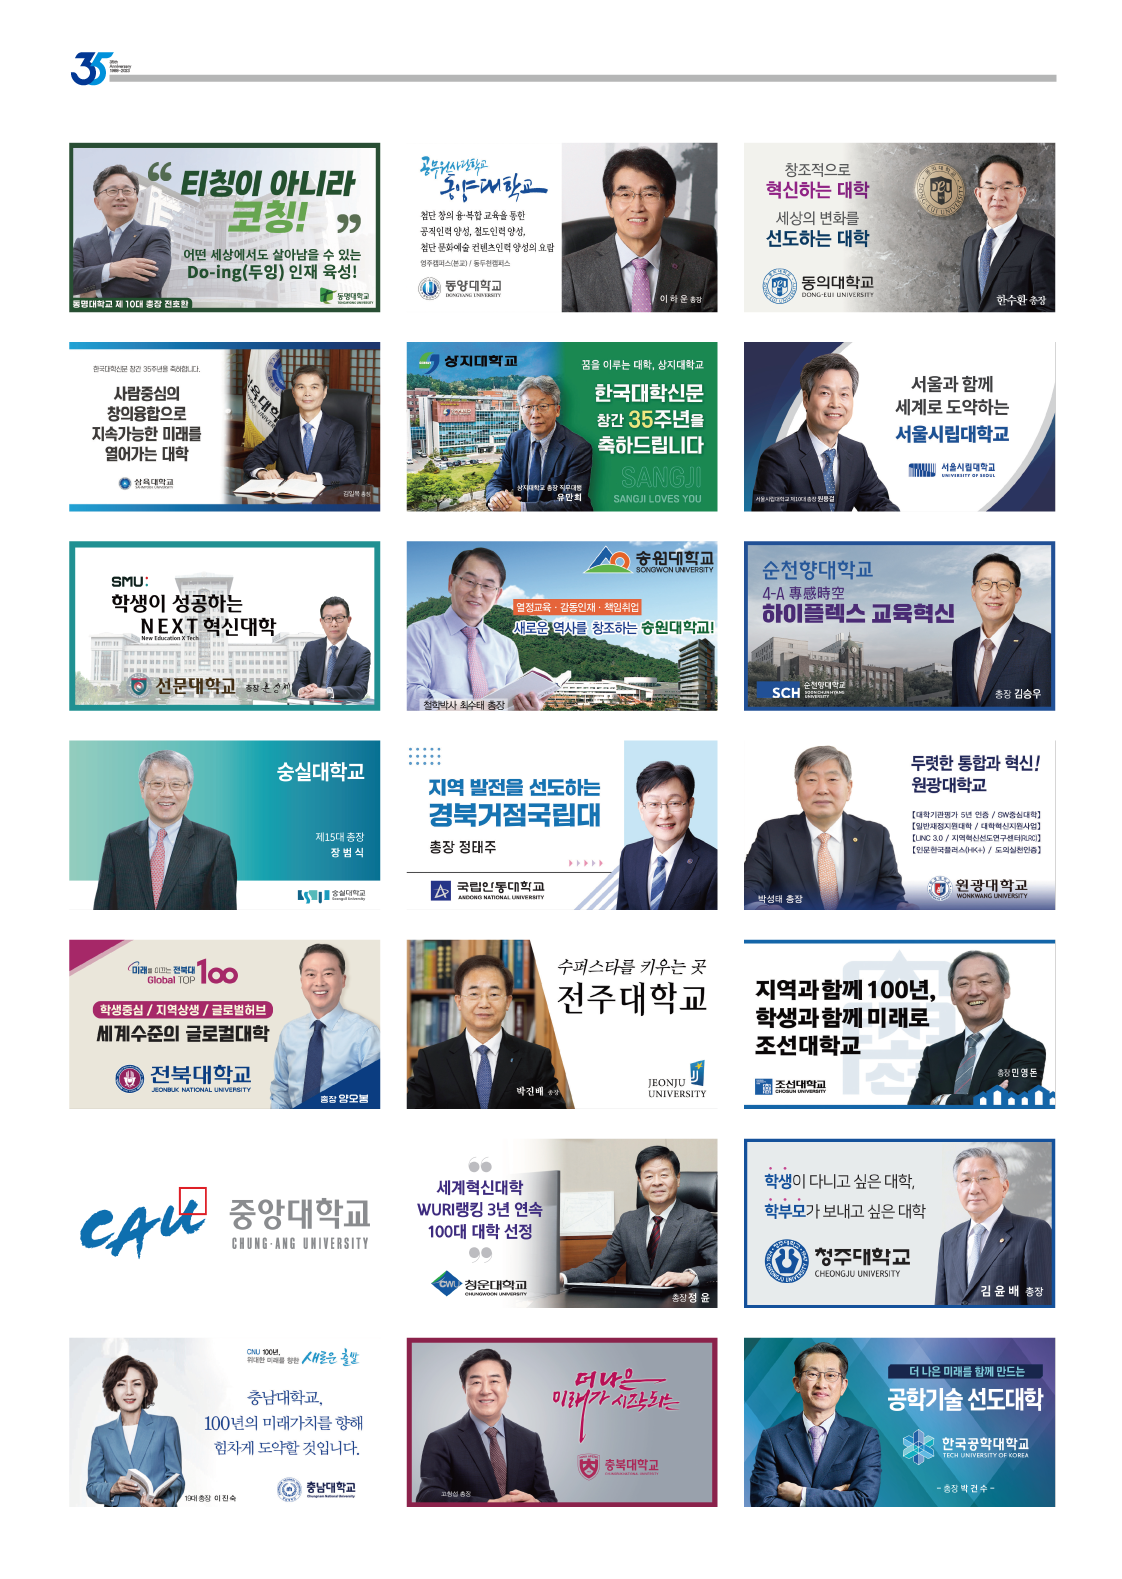 35
35th
Anniversary
1988-2023
“ 티칭이 아니라
코칭! ”
어떤 세상에서도 살아남을 수 있는
Do-ing(두잉) 인재 육성!
동명대학교 제 10대 총장 전호환
동명대학교
공무원사관학교
동양대학교
첨단 창의 융·복합 교육을 통한
공직인력 양성, 철도인력 양성,
첨단 문화예술 컨텐츠인력 양성의 요람
영주캠퍼스(본교) / 동두천캠퍼스
동양대학교
DONGYANG UNIVERSITY
이 하 운 총장
창조적으로
혁신하는 대학
세상의 변화를
선도하는 대학
동의대학교
DONG-EUI UNIVERSITY
한수환 총장
한국대학신문 창간 35주년을 축하합니다.
사람중심의
창의융합으로
지속가능한 미래를
열어가는 대학
삼육대학교
김일목 총장
상지대학교
꿈을 이루는 대학, 상지대학교
한국대학신문
창간 35주년을
축하드립니다
SANGJI
SANGJI LOVES YOU
상지대학교 총장 직무대행
유만희
서울과 함께
세계로 도약하는
서울시립대학교
서울시립대학교
UNIVERSITY OF SEOUL
서울시립대학교 제10대 총장 원용걸
SMU:
학생이 성공하는
NEXT 혁신대학
New Education X Tech
선문대학교
총장
송원대학교
SONGWON UNIVERSITY
열정교육 · 감동인재 · 책임취업
새로운 역사를 창조하는 송원대학교!
철학박사 최수태 총장
순천향대학교
4-A 專感時空
하이플렉스 교육혁신
SCH 순천향대학교
SOONCHUNHYANG
UNIVERSITY
총장 김승우
숭실대학교
제15대 총장
장 범 식
숭실대학교
Soongsil University
지역 발전을 선도하는
경북거점국립대
총장 정태주
국립안동대학교
ANDONG NATIONAL UNIVERSITY
두렷한 통합과 혁신!
원광대학교
【대학기관평가 5년 인증 / SW중심대학】
【일반재정지원대학 / 대학혁신지원사업】
【LINC 3.0 / 지역혁신선도연구센터(RLRC)】
【인문한국플러스(HK+) / 도의실천인증】
원광대학교
WONKWANG UNIVERSITY
박성태 총장
미래를 이끄는 전북대
Global TOP 100
학생중심 / 지역상생 / 글로벌허브
세계수준의 글로컬대학
전북대학교
JEONBUK NATIONAL UNIVERSITY
총장 양오봉
수퍼스타를 키우는 곳
전주대학교
박진배 총장
JEONJU
UNIVERSITY
지역과 함께 100년,
학생과 함께 미래로
조선대학교
조선대학교
CHOSUN UNIVERSITY
총장 민영돈
CAU 중앙대학교
CHUNG-ANG UNIVERSITY
“
세계혁신대학
WURI랭킹 3년 연속
100대 대학 선정
”
CWU 청운대학교
CHUNGWOON UNIVERSITY
총장 정 윤
학생이 다니고 싶은 대학,
학부모가 보내고 싶은 대학
청주대학교
CHEONGJU UNIVERSITY
김 윤 배 총장
CNU 100년,
위대한 미래를 향한 새로운 출발
충남대학교,
100년의 미래가치를 향해
힘차게 도약할 것입니다.
19대 총장 이 진 숙
충남대학교
Chungnam National University
더 나은
미래가 시작되는
충북대학교
CHUNGBUK NATIONAL UNIVERSITY
고창섭 총장
더 나은 미래를 함께 만드는
공학기술 선도대학
한국공학대학교
TECH UNIVERSITY OF KOREA
- 총장 박 건 수 -